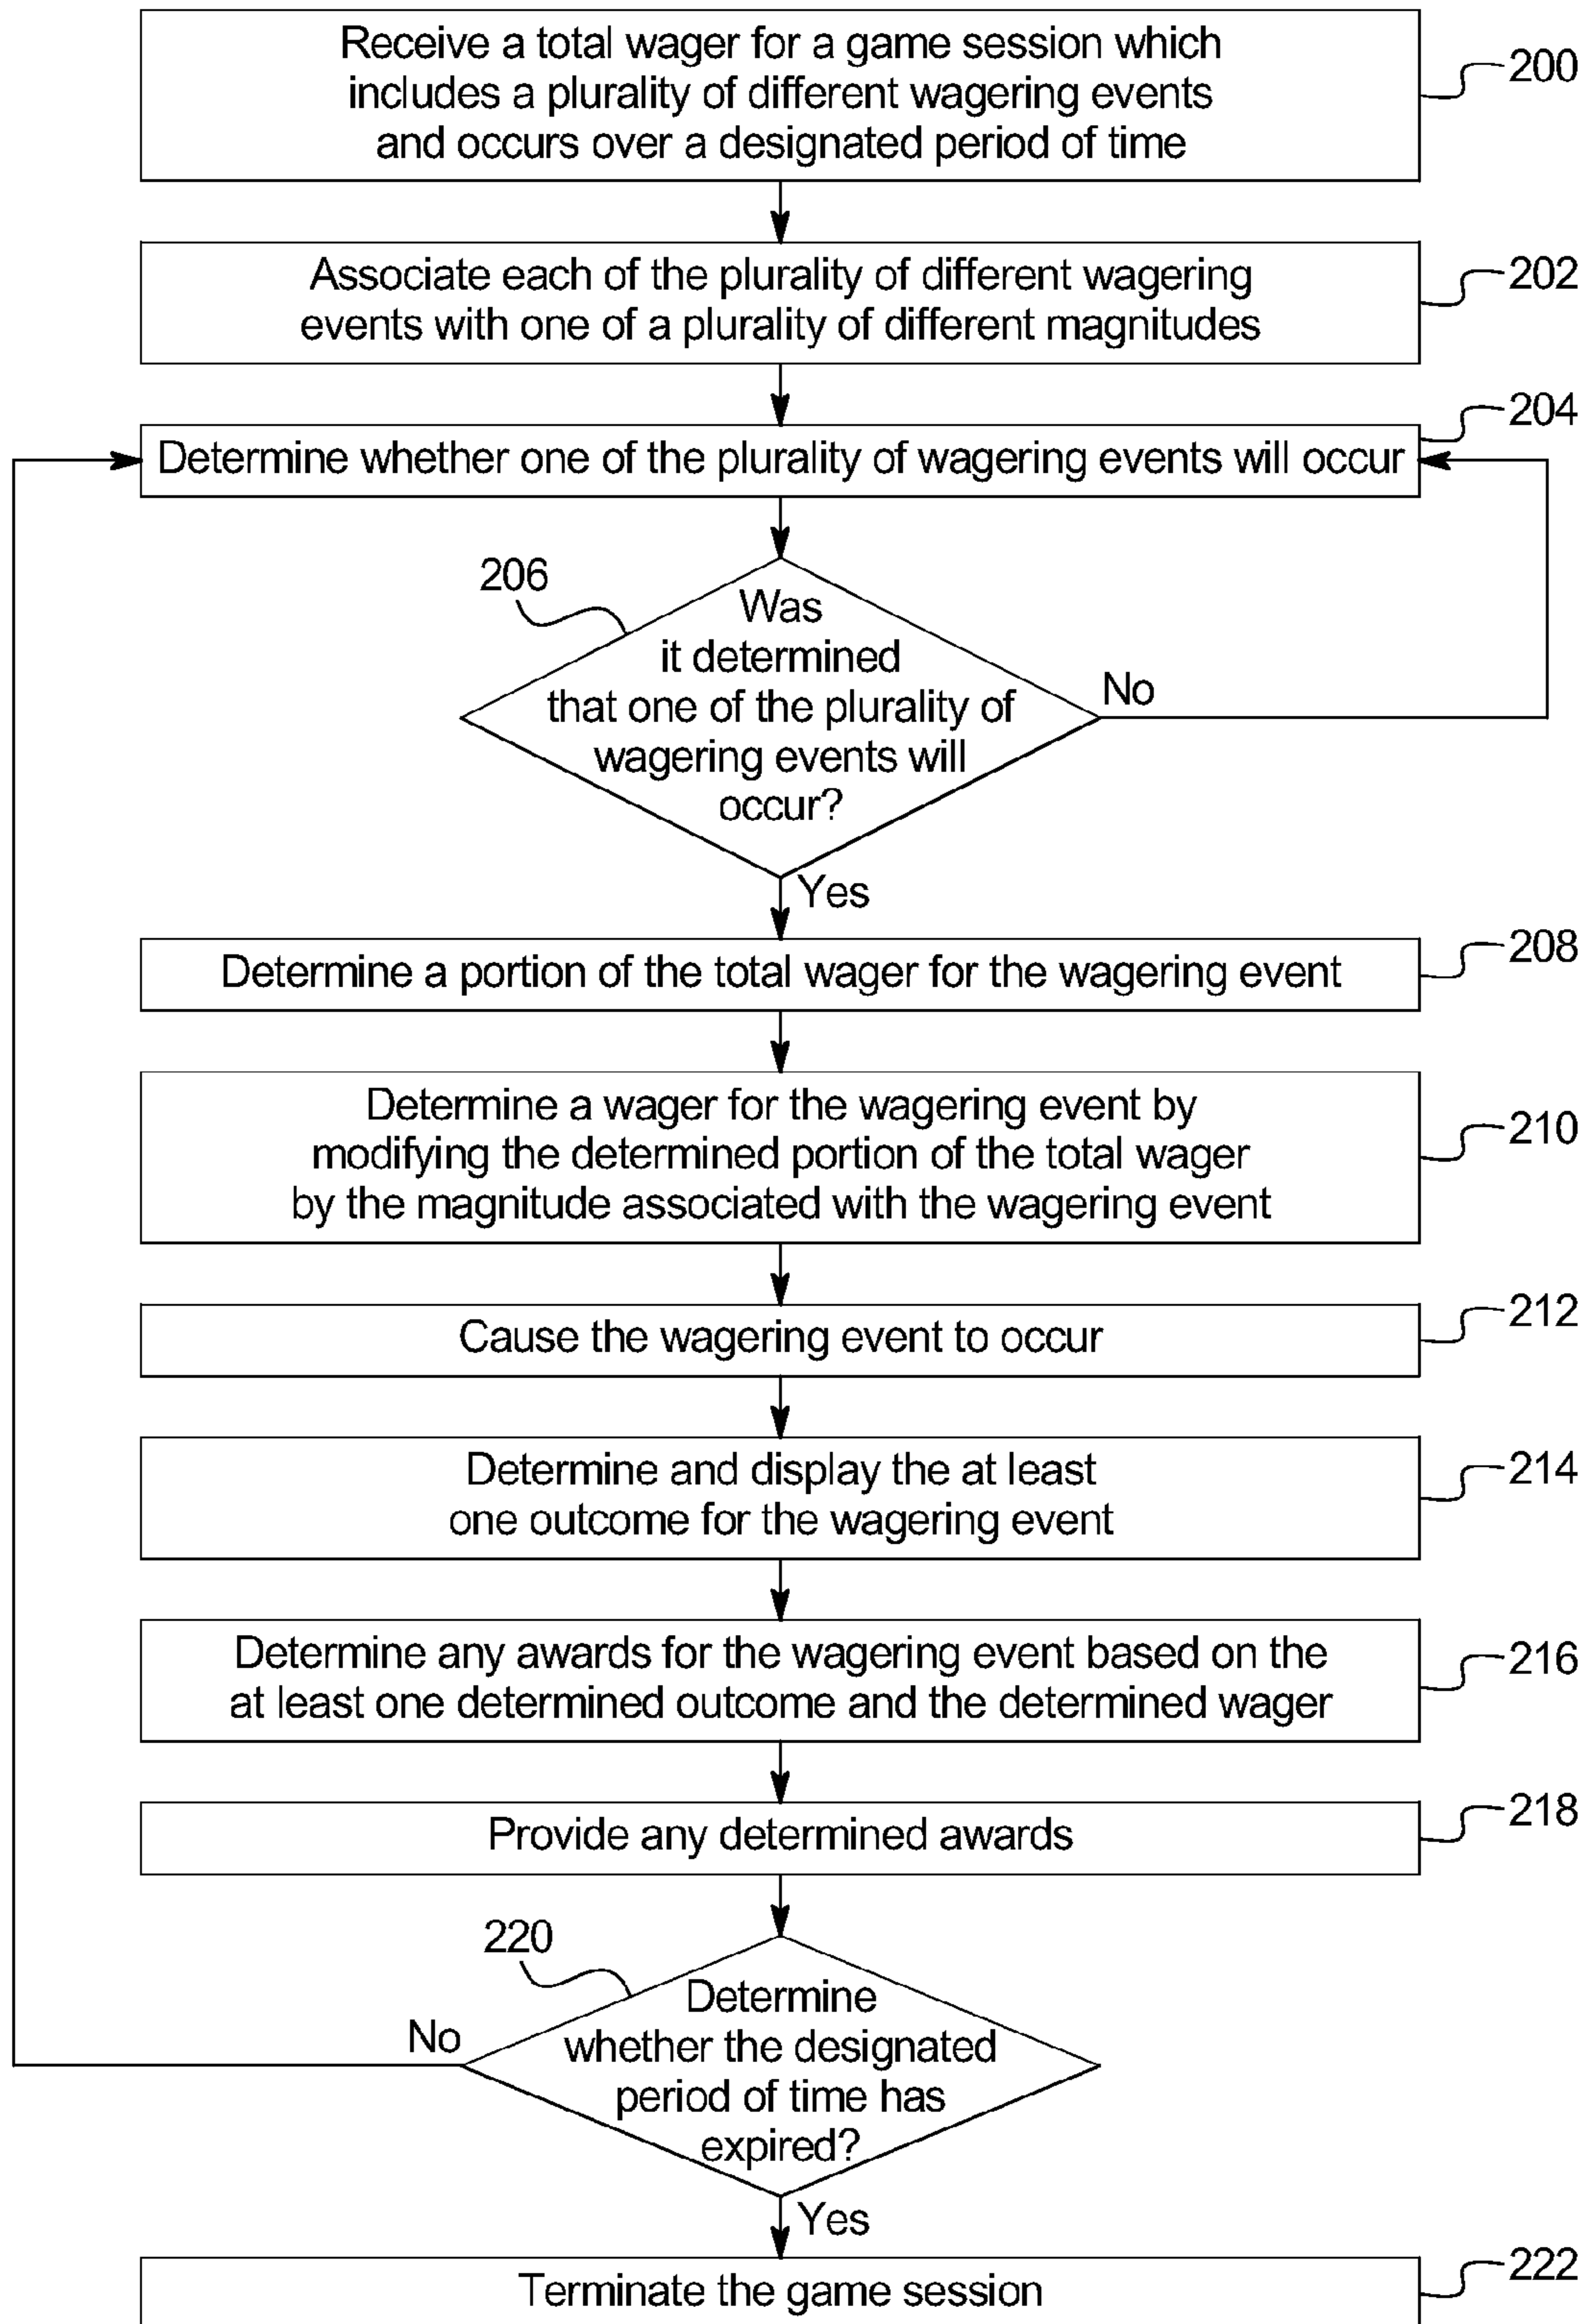 Receive a total wager for a game session which
includes a plurality of different wagering events
and occurs over a designated period of time
200
Associate each of the plurality of different wagering
events with one of a plurality of different magnitudes
202
204
Determine whether one of the plurality of wagering events will occur
206
Was
it determined
that one of the plurality of
wagering events will
occur?
No
Yes
Determine a portion of the total wager for the wagering event
208
Determine a wager for the wagering event by
modifying the determined portion of the total wager
by the magnitude associated with the wagering event
210
Cause the wagering event to occur
212
Determine and display the at least
one outcome for the wagering event
214
Determine any awards for the wagering event based on the
at least one determined outcome and the determined wager
216
Provide any determined awards
218
220
Determine
whether the designated
period of time has
expired?
No
Yes
Terminate the game session
222